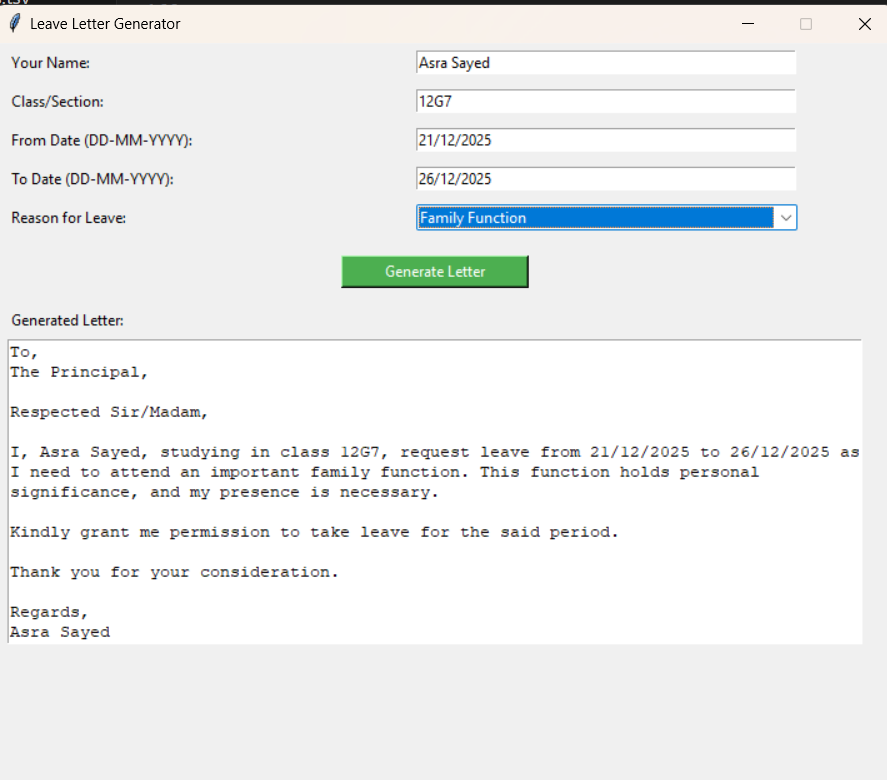 Leave Letter Generator
Your Name:
Asra Sayed
Class/Section:
12G7
From Date (DD-MM-YYYY):
21/12/2025
To Date (DD-MM-YYYY):
26/12/2025
Reason for Leave:
Family Function
Generate Letter
Generated Letter:
To,
The Principal,
Respected Sir/Madam,
I, Asra Sayed, studying in class 12G7, request leave from 21/12/2025 to 26/12/2025 as
I need to attend an important family function. This function holds personal
significance, and my presence is necessary.
Kindly grant me permission to take leave for the said period.
Thank you for your consideration.
Regards,
Asra Sayed